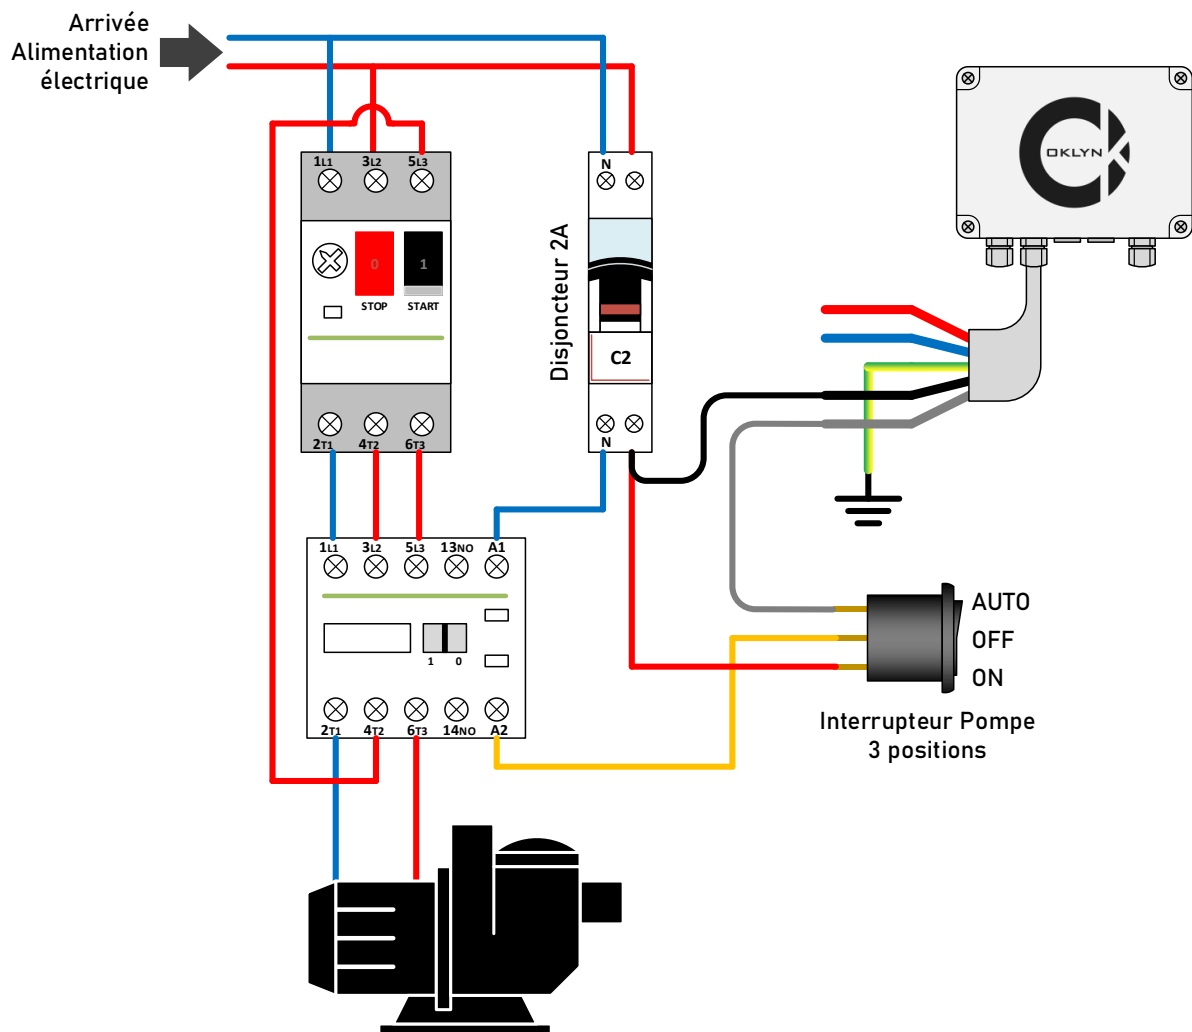 Arrivée
Alimentation
électrique
1L1 3L2 5L3
0 1
STOP START
2T1 4T2 6T3
N
Disjoncteur 2A
C2
N
OKLYN
1L1 3L2 5L3 13NO A1
1 0
2T1 4T2 6T3 14NO A2
AUTO
OFF
ON
Interrupteur Pompe
3 positions